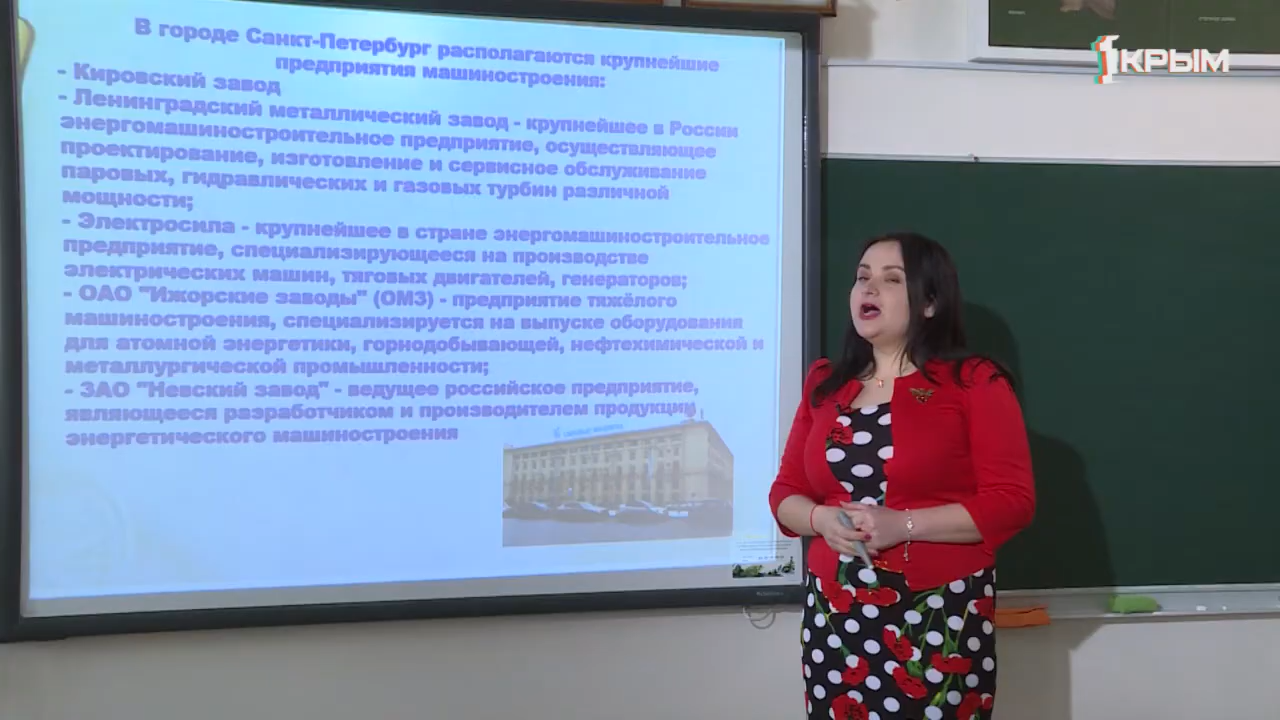 В городе Санкт-Петербург располагаются крупнейшие
предприятия машиностроения:
- Кировский завод
- Ленинградский металлический завод - крупнейшее в России
энергомашиностроительное предприятие, осуществляющее
проектирование, изготовление и сервисное обслуживание
паровых, гидравлических и газовых турбин различной
мощности;
- Электросила - крупнейшее в стране энергомашиностроительное
предприятие, специализирующееся на производстве
электрических машин, тяговых двигателей, генераторов;
- ОАО "Ижорские заводы" (ОМЗ) - предприятие тяжёлого
машиностроения, специализируется на выпуске оборудования
для атомной энергетики, горнодобывающей, нефтехимической и
металлургической промышленности;
- ЗАО "Невский завод" - ведущее российское предприятие,
являющееся разработчиком и производителем продукции
энергетического машиностроения
1КРЫМ